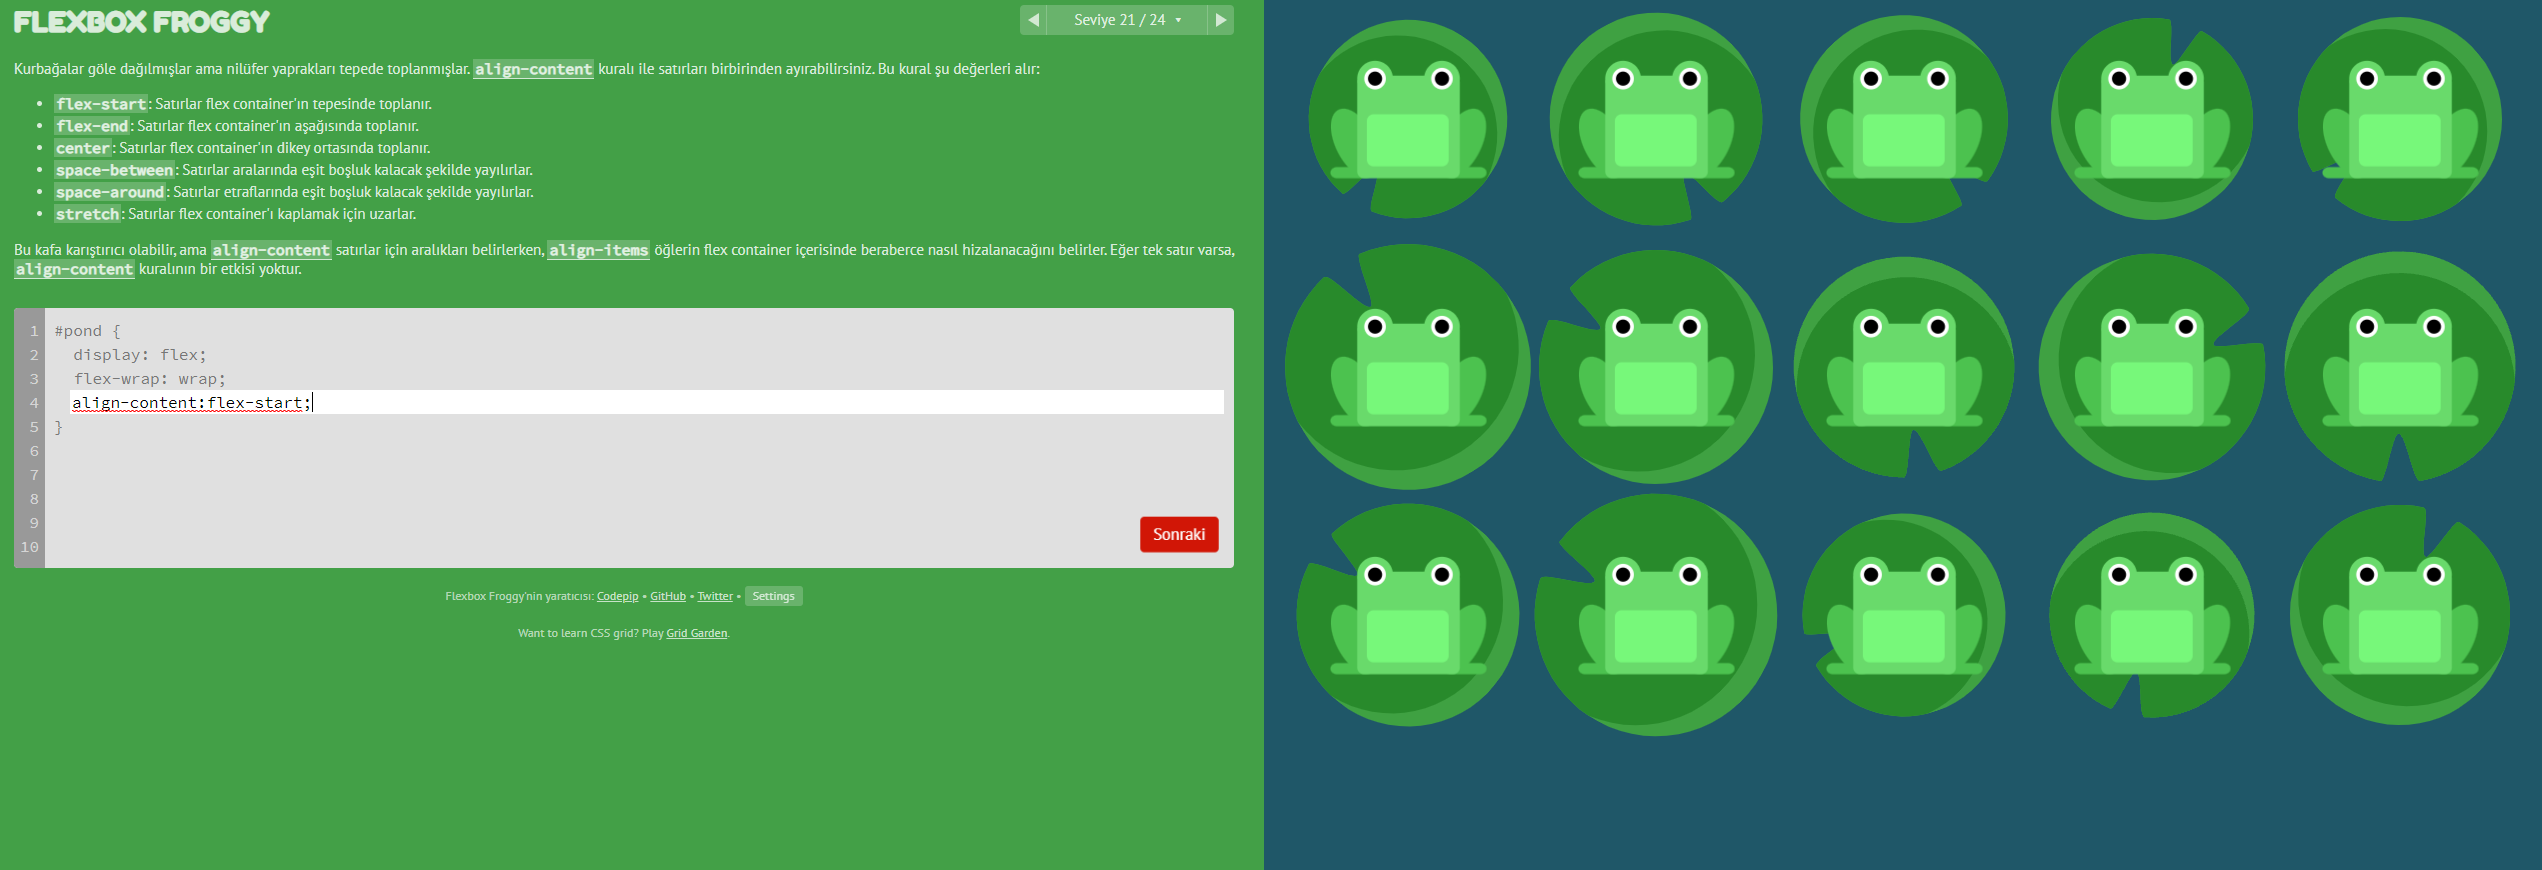 FLEXBOX FROGGY
Seviye 21 / 24
Kurbağalar göle dağılmışlar ama nilüfer yaprakları tepede toplanmışlar. align-content kuralı ile satırları birbirinden ayırabilirsiniz. Bu kural şu değerleri alır:
flex-start: Satırlar flex container'ın tepesinde toplanır.
flex-end: Satırlar flex container'ın aşağısında toplanır.
center: Satırlar flex container'ın dikey ortasında toplanır.
space-between: Satırlar aralarında eşit boşluk kalacak şekilde yayılırlar.
space-around: Satırlar etraflarında eşit boşluk kalacak şekilde yayılırlar.
stretch: Satırlar flex container'ı kaplamak için uzarlar.
Bu kafa karıştırıcı olabilir, ama align-content satırlar için aralıkları belirlerken, align-items öğlerin flex container içerisinde beraberce nasıl hizalanacağını belirler. Eğer tek satır varsa,
align-content kuralının bir etkisi yoktur.
1 #pond {
2 display: flex;
3 flex-wrap: wrap;
4 align-content:flex-start;
5 }
6
7
8
9
10
Sonraki
Flexbox Froggy'nin yaratıcısı: Codepip • GitHub • Twitter • Settings
Want to learn CSS grid? Play Grid Garden.